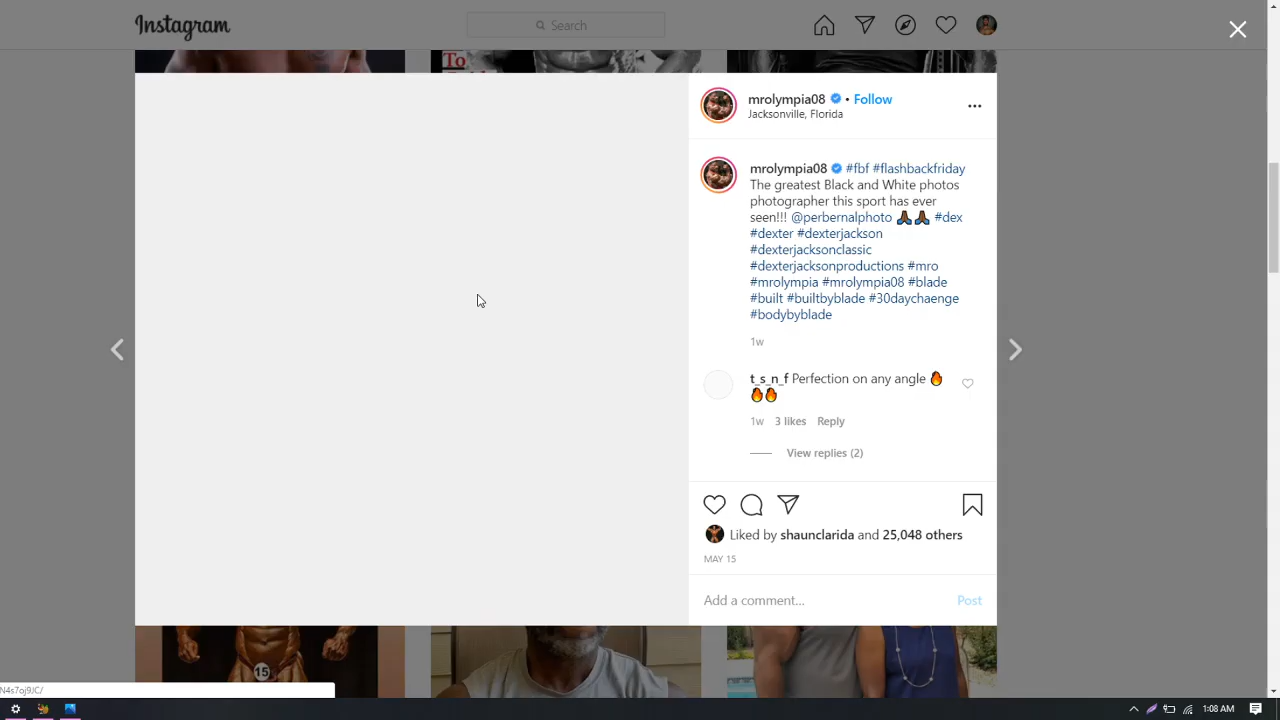 Instagram
Search
To
mrolympia08 • Follow
Jacksonville, Florida
mrolympia08 #fbf #flashbackfriday
The greatest Black and White photos
photographer this sport has ever
seen!!! @perbernalphoto 🙏🏿🙏🏿 #dex
#dexter #dexterjackson
#dexterjacksonclassic
#dexterjacksonproductions #mro
#mrolympia #mrolympia08 #blade
#built #builtbyblade #30daychaenge
#bodybyblade
1w
t_s_n_f Perfection on any angle 🔥
🔥🔥
1w 3 likes Reply
View replies (2)
Liked by shaunclarida and 25,048 others
MAY 15
Add a comment... Post
15
N4s7oj9JC/
1:08 AM